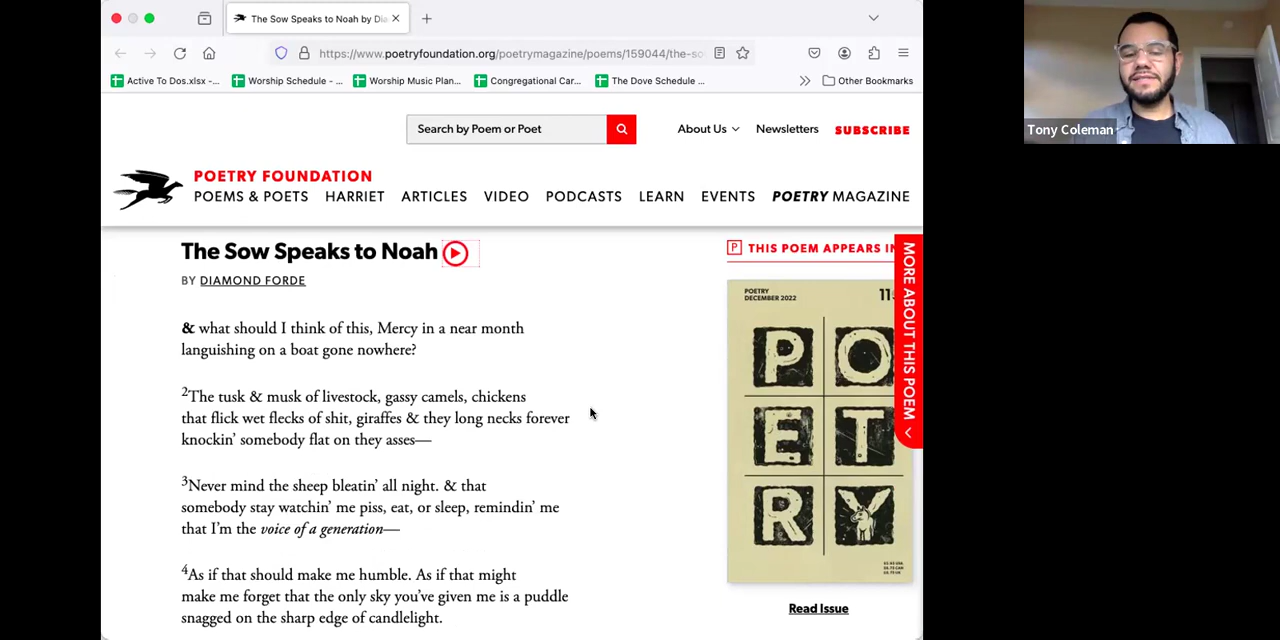 The Sow Speaks to Noah by Dia
https://www.poetryfoundation.org/poetrymagazine/poems/159044/the-so
Active To Dos.xlsx -...
Worship Schedule - ...
Worship Music Plan...
Congregational Car...
The Dove Schedule ...
Other Bookmarks
Search by Poem or Poet
About Us
Newsletters
SUBSCRIBE
POETRY FOUNDATION
POEMS & POETS
HARRIET
ARTICLES
VIDEO
PODCASTS
LEARN
EVENTS
POETRY MAGAZINE
The Sow Speaks to Noah
BY DIAMOND FORDE
& what should I think of this, Mercy in a near month
languishing on a boat gone nowhere?
2The tusk & musk of livestock, gassy camels, chickens
that flick wet flecks of shit, giraffes & they long necks forever
knockin’ somebody flat on they asses—
3Never mind the sheep bleatin’ all night. & that
somebody stay watchin’ me piss, eat, or sleep, remindin’ me
that I’m the voice of a generation—
4As if that should make me humble. As if that might
make me forget that the only sky you’ve given me is a puddle
snagged on the sharp edge of candlelight.
P THIS POEM APPEARS IN
POETRY
DECEMBER 2022
11
PO
ET
RY
Read Issue
MORE ABOUT THIS POEM
Tony Coleman